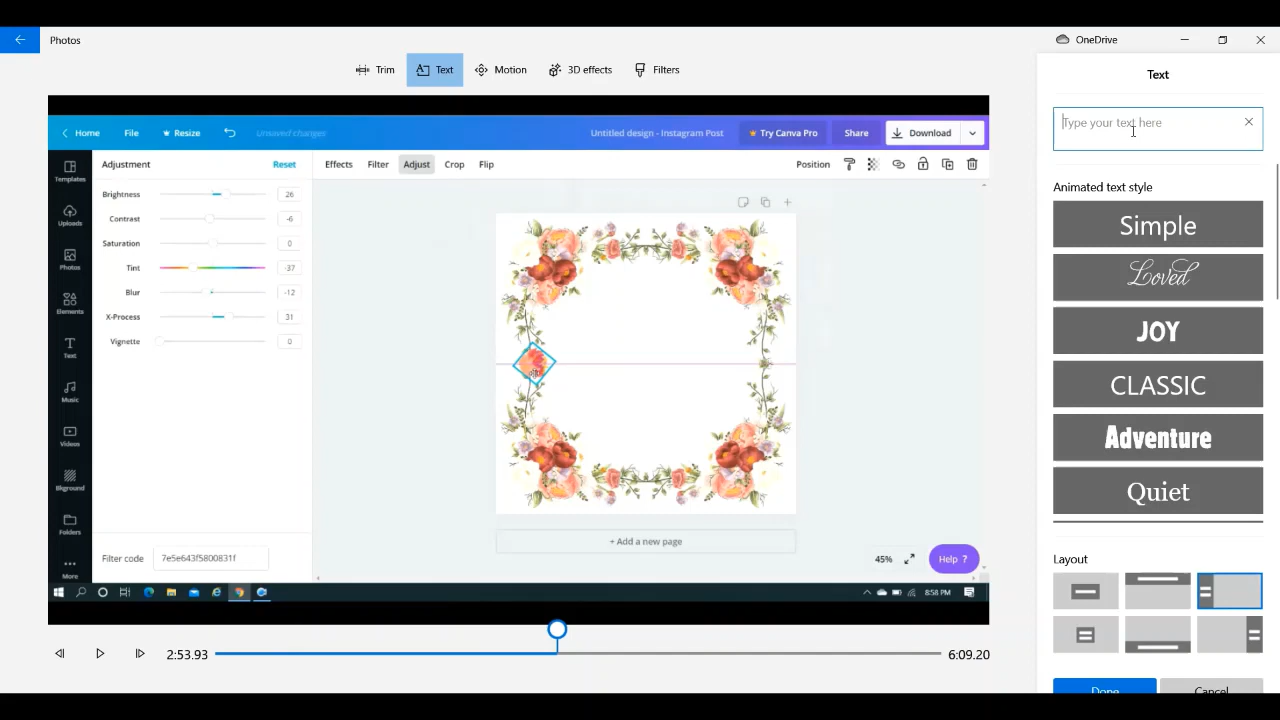 Photos
OneDrive
Trim
Text
Motion
3D effects
Filters
Text
Type your text here
Animated text style
Simple
Loved
JOY
CLASSIC
Adventure
Quiet
Layout
Done
Cancel
Home
File
Resize
Unsaved changes
Untitled design - Instagram Post
Try Canva Pro
Share
Download
Templates
Uploads
Photos
Elements
Text
Music
Videos
Bkground
Folders
More
Adjustment
Reset
Brightness 26
Contrast -6
Saturation 0
Tint -37
Blur -12
X-Process 31
Vignette 0
Filter code 7e5e643f5800831f
Effects
Filter
Adjust
Crop
Flip
Position
+ Add a new page
45%
Help ?
8:58 PM
2:53.93
6:09.20